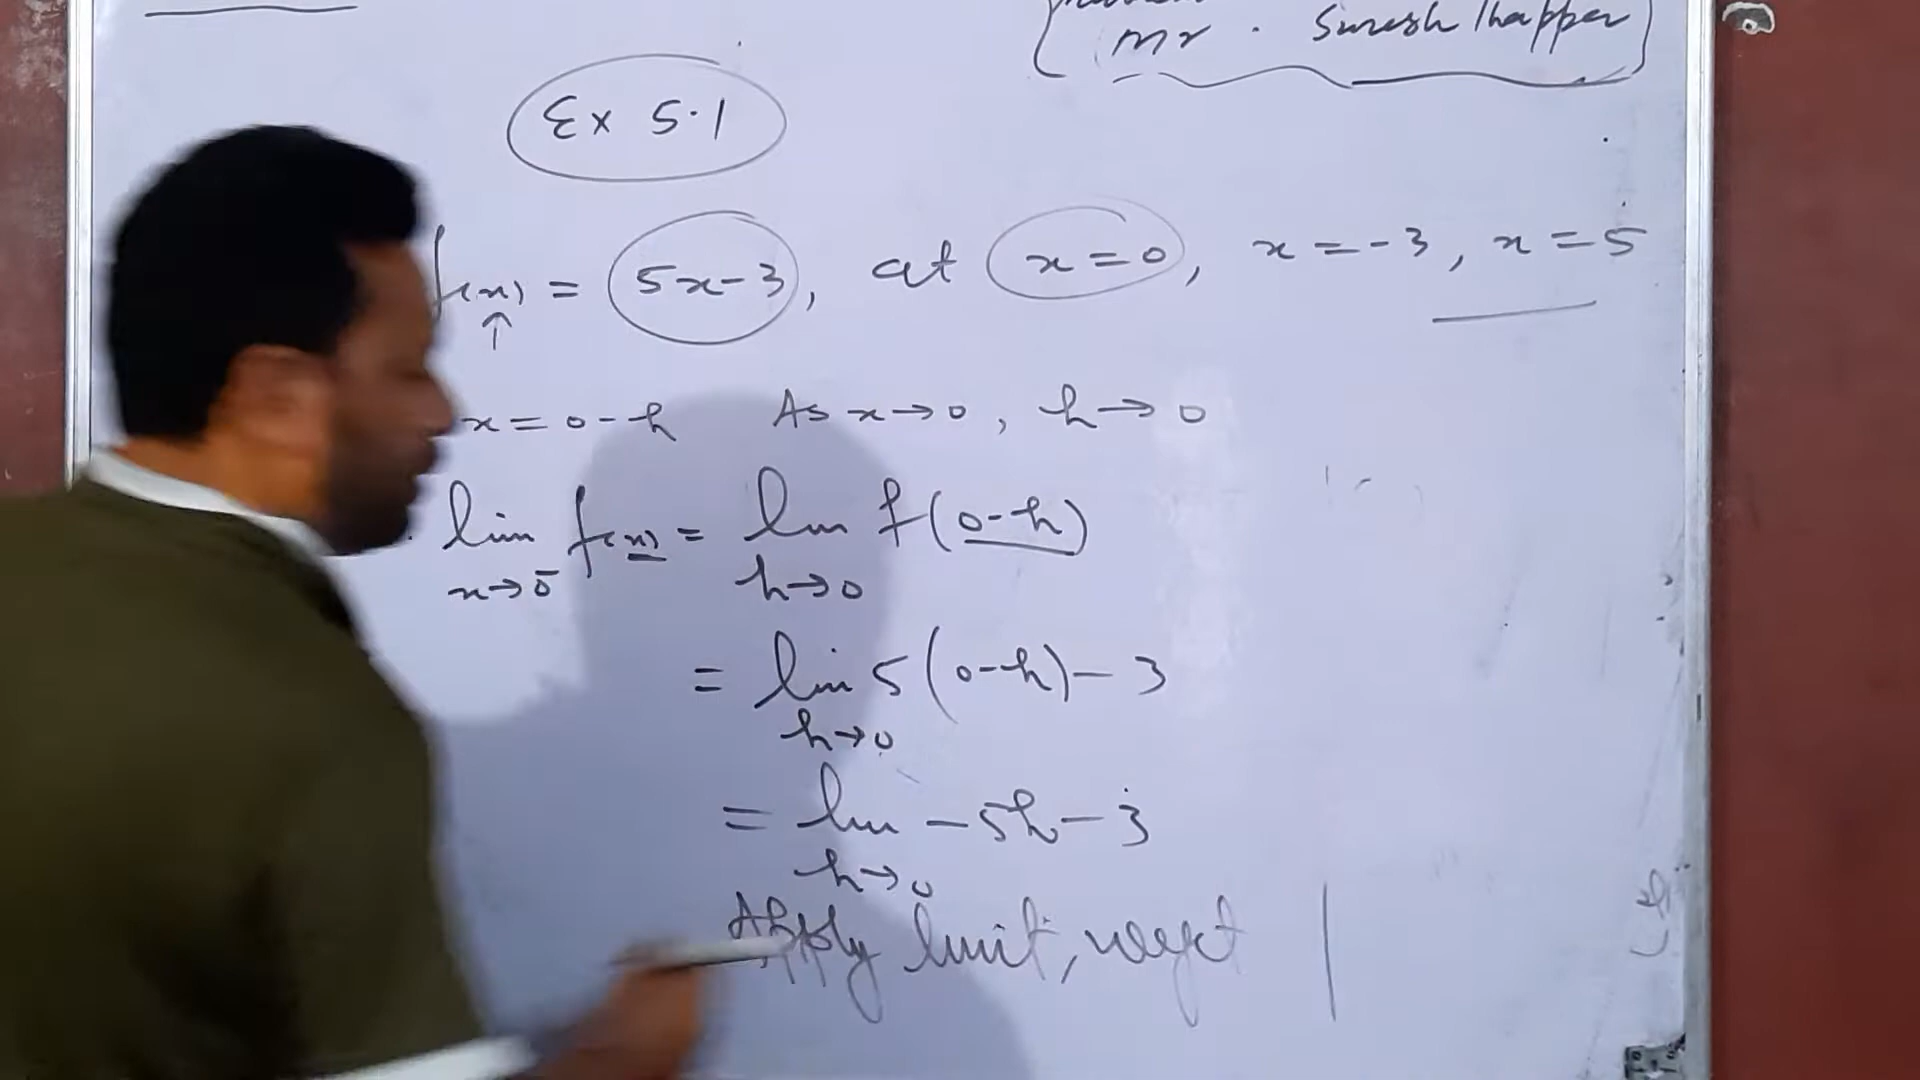 Mr. Suresh Thapper
Ex 5.1
f(x) = 5x-3, at x=0, x=-3, x=5
↑
x=0-h As x→0, h→0
lim f(x) = lim f(0-h)
x→0⁻ h→0
= lim 5(0-h)-3
h→0
= lim -5h-3
h→0
Apply limit, we get